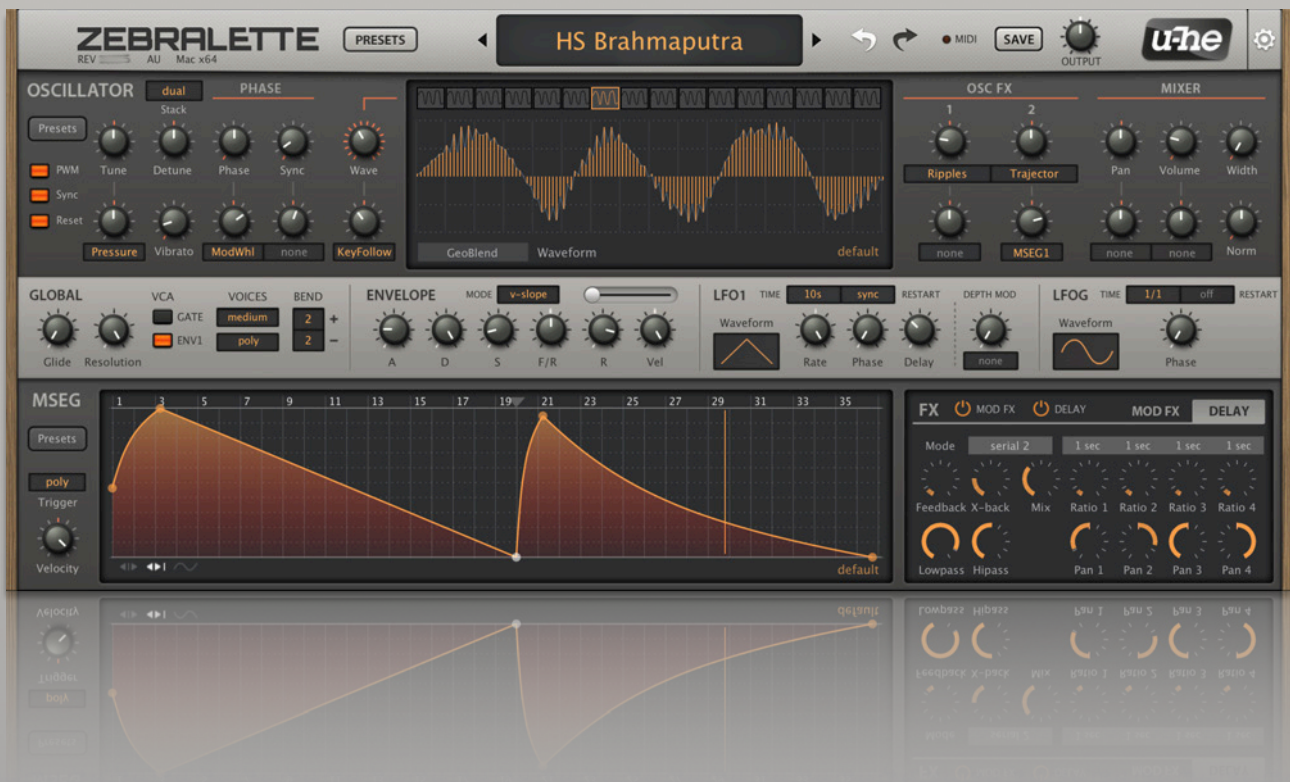 ZEBRALETTE
REV AU Mac x64
PRESETS
HS Brahmaputra
MIDI
SAVE
OUTPUT
u-he
OSCILLATOR
dual
Stack
PHASE
Presets
PWM
Sync
Reset
Tune Detune Phase Sync Wave
Pressure Vibrato ModWhl none KeyFollow
GeoBlend Waveform default
OSC FX
1 2
Ripples Trajector
none MSEG1
MIXER
Pan Volume Width
none none Norm
GLOBAL
Glide Resolution
VCA
GATE
ENV1
VOICES
medium
poly
BEND
2 +
2 -
ENVELOPE MODE v-slope
A D S F/R R Vel
LFO1 TIME 10s sync RESTART
Waveform
Rate Phase Delay
DEPTH MOD
none
LFOG TIME 1/1 off RESTART
Waveform
Phase
MSEG
Presets
poly
Trigger
Velocity
1 3 5 7 9 11 13 15 17 19 21 23 25 27 29 31 33 35
default
FX MOD FX DELAY MOD FX DELAY
Mode serial 2 1 sec 1 sec 1 sec 1 sec
Feedback X-back Mix Ratio 1 Ratio 2 Ratio 3 Ratio 4
Lowpass Hipass Pan 1 Pan 2 Pan 3 Pan 4